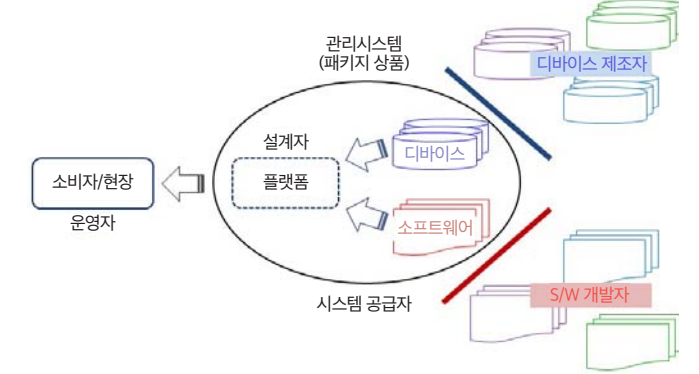 관리시스템
(패키지 상품)
디바이스 제조자
설계자
디바이스
소비자/현장
플랫폼
운영자
소프트웨어
시스템 공급자
S/W 개발자